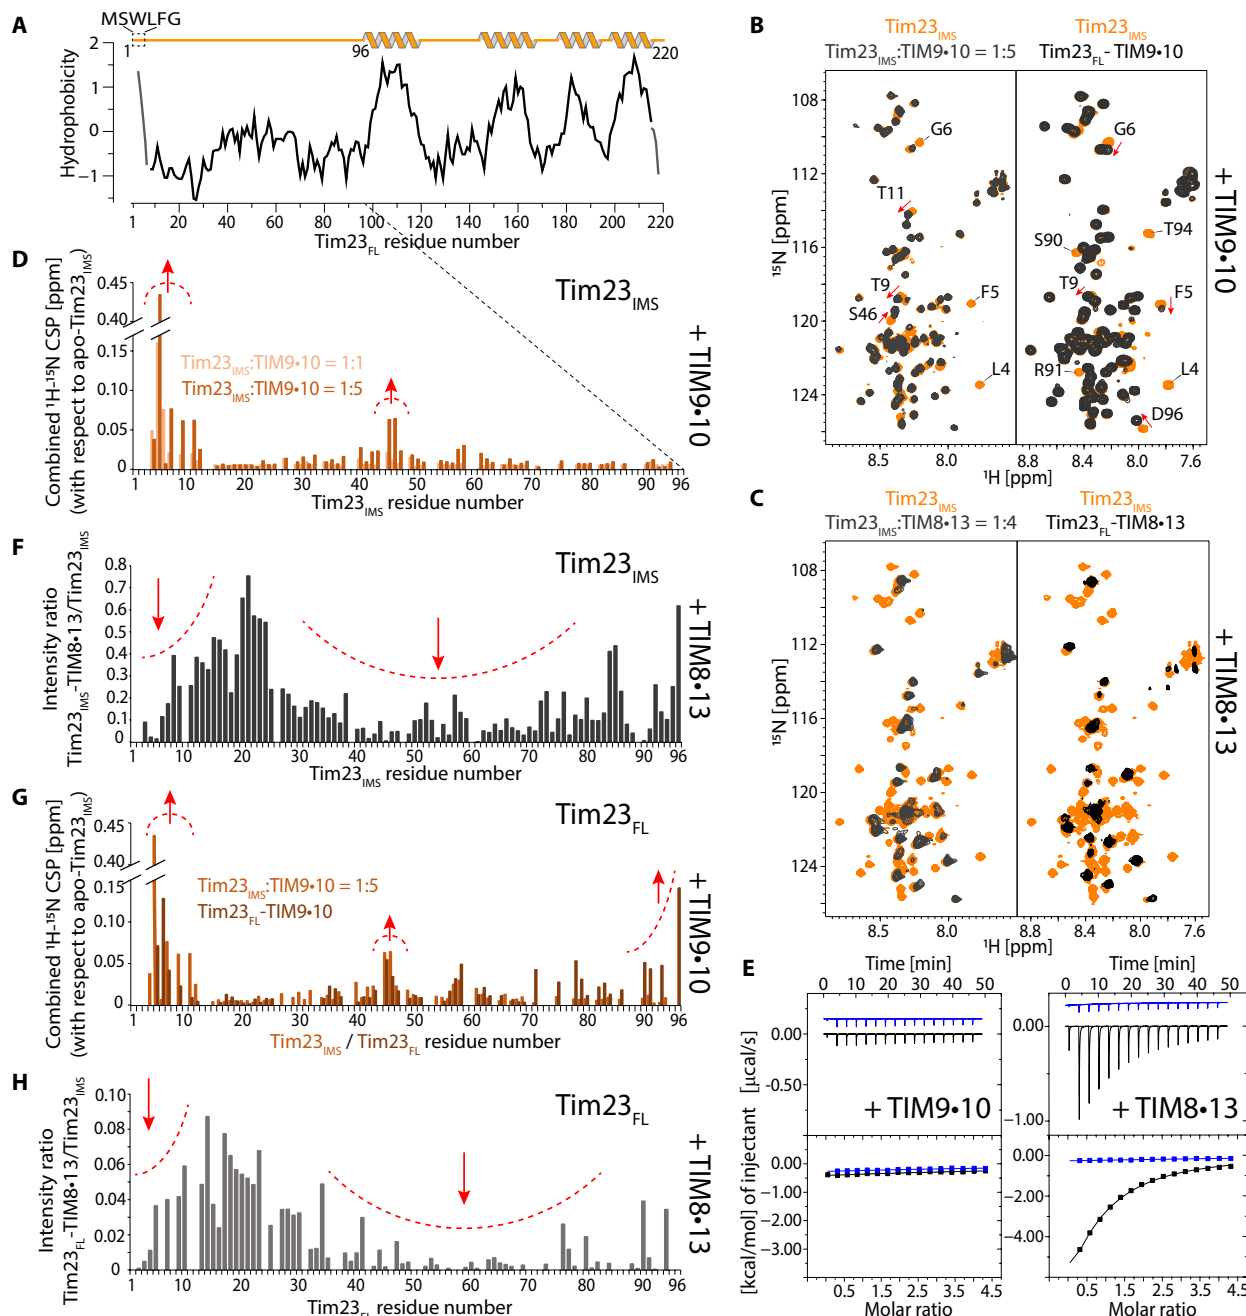 A
MSWLFG
1
96
220
2
1
0
−1
Hydrophobicity
1 20 40 60 80 100 120 140 160 180 200 220
Tim23FL residue number
B
Tim23IMS
Tim23IMS:TIM9•10 = 1:5
Tim23IMS
Tim23FL- TIM9•10
108
112
116
120
124
15N [ppm]
G6
T11
T9
S46
F5
L4
G6
S90
T94
T9
F5
R91
L4
D96
8.5 8.0 8.4 8.0 7.6
1H [ppm]
+ TIM9•10
C
Tim23IMS
Tim23IMS:TIM8•13 = 1:4
Tim23IMS
Tim23FL-TIM8•13
108
112
116
120
124
15N [ppm]
8.5 8.0 8.4 8.0 7.6
1H [ppm]
+ TIM8•13
D
Combined 1H-15N CSP [ppm]
(with respect to apo-Tim23IMS)
0.45
0.40
0.15
0.10
0.05
0
Tim23IMS
Tim23IMS:TIM9•10 = 1:1
Tim23IMS:TIM9•10 = 1:5
1 10 20 30 40 50 60 70 80 90 96
Tim23IMS residue number
+ TIM9•10
F
Intensity ratio
Tim23IMS-TIM8•13/Tim23IMS
0.8
0.7
0.6
0.5
0.4
0.3
0.2
0.1
0
Tim23IMS
1 10 20 30 40 50 60 70 80 90 96
Tim23IMS residue number
+ TIM8•13
G
Combined 1H-15N CSP [ppm]
(with respect to apo-Tim23IMS)
0.45
0.40
0.15
0.10
0.05
0
Tim23FL
Tim23IMS:TIM9•10 = 1:5
Tim23FL-TIM9•10
1 10 20 30 40 50 60 70 80 90 96
Tim23IMS / Tim23FL residue number
+ TIM9•10
H
Intensity ratio
Tim23FL-TIM8•13/Tim23IMS
0.10
0.08
0.06
0.04
0.02
0
Tim23FL
1 10 20 30 40 50 60 70 80 90 96
Tim23FL residue number
+ TIM8•13
E
Time [min]
0 10 20 30 40 50
0.00
-0.50
[μcal/s]
+ TIM9•10
0.00
−1.00
−2.00
−3.00
[kcal/mol] of injectant
0.5 1.5 2.5 3.5 4.5
Molar ratio
Time [min]
0 10 20 30 40 50
0.00
−1.00
+ TIM8•13
0.00
−2.00
−4.00
0.5 1.5 2.5 3.5 4.5
Molar ratio